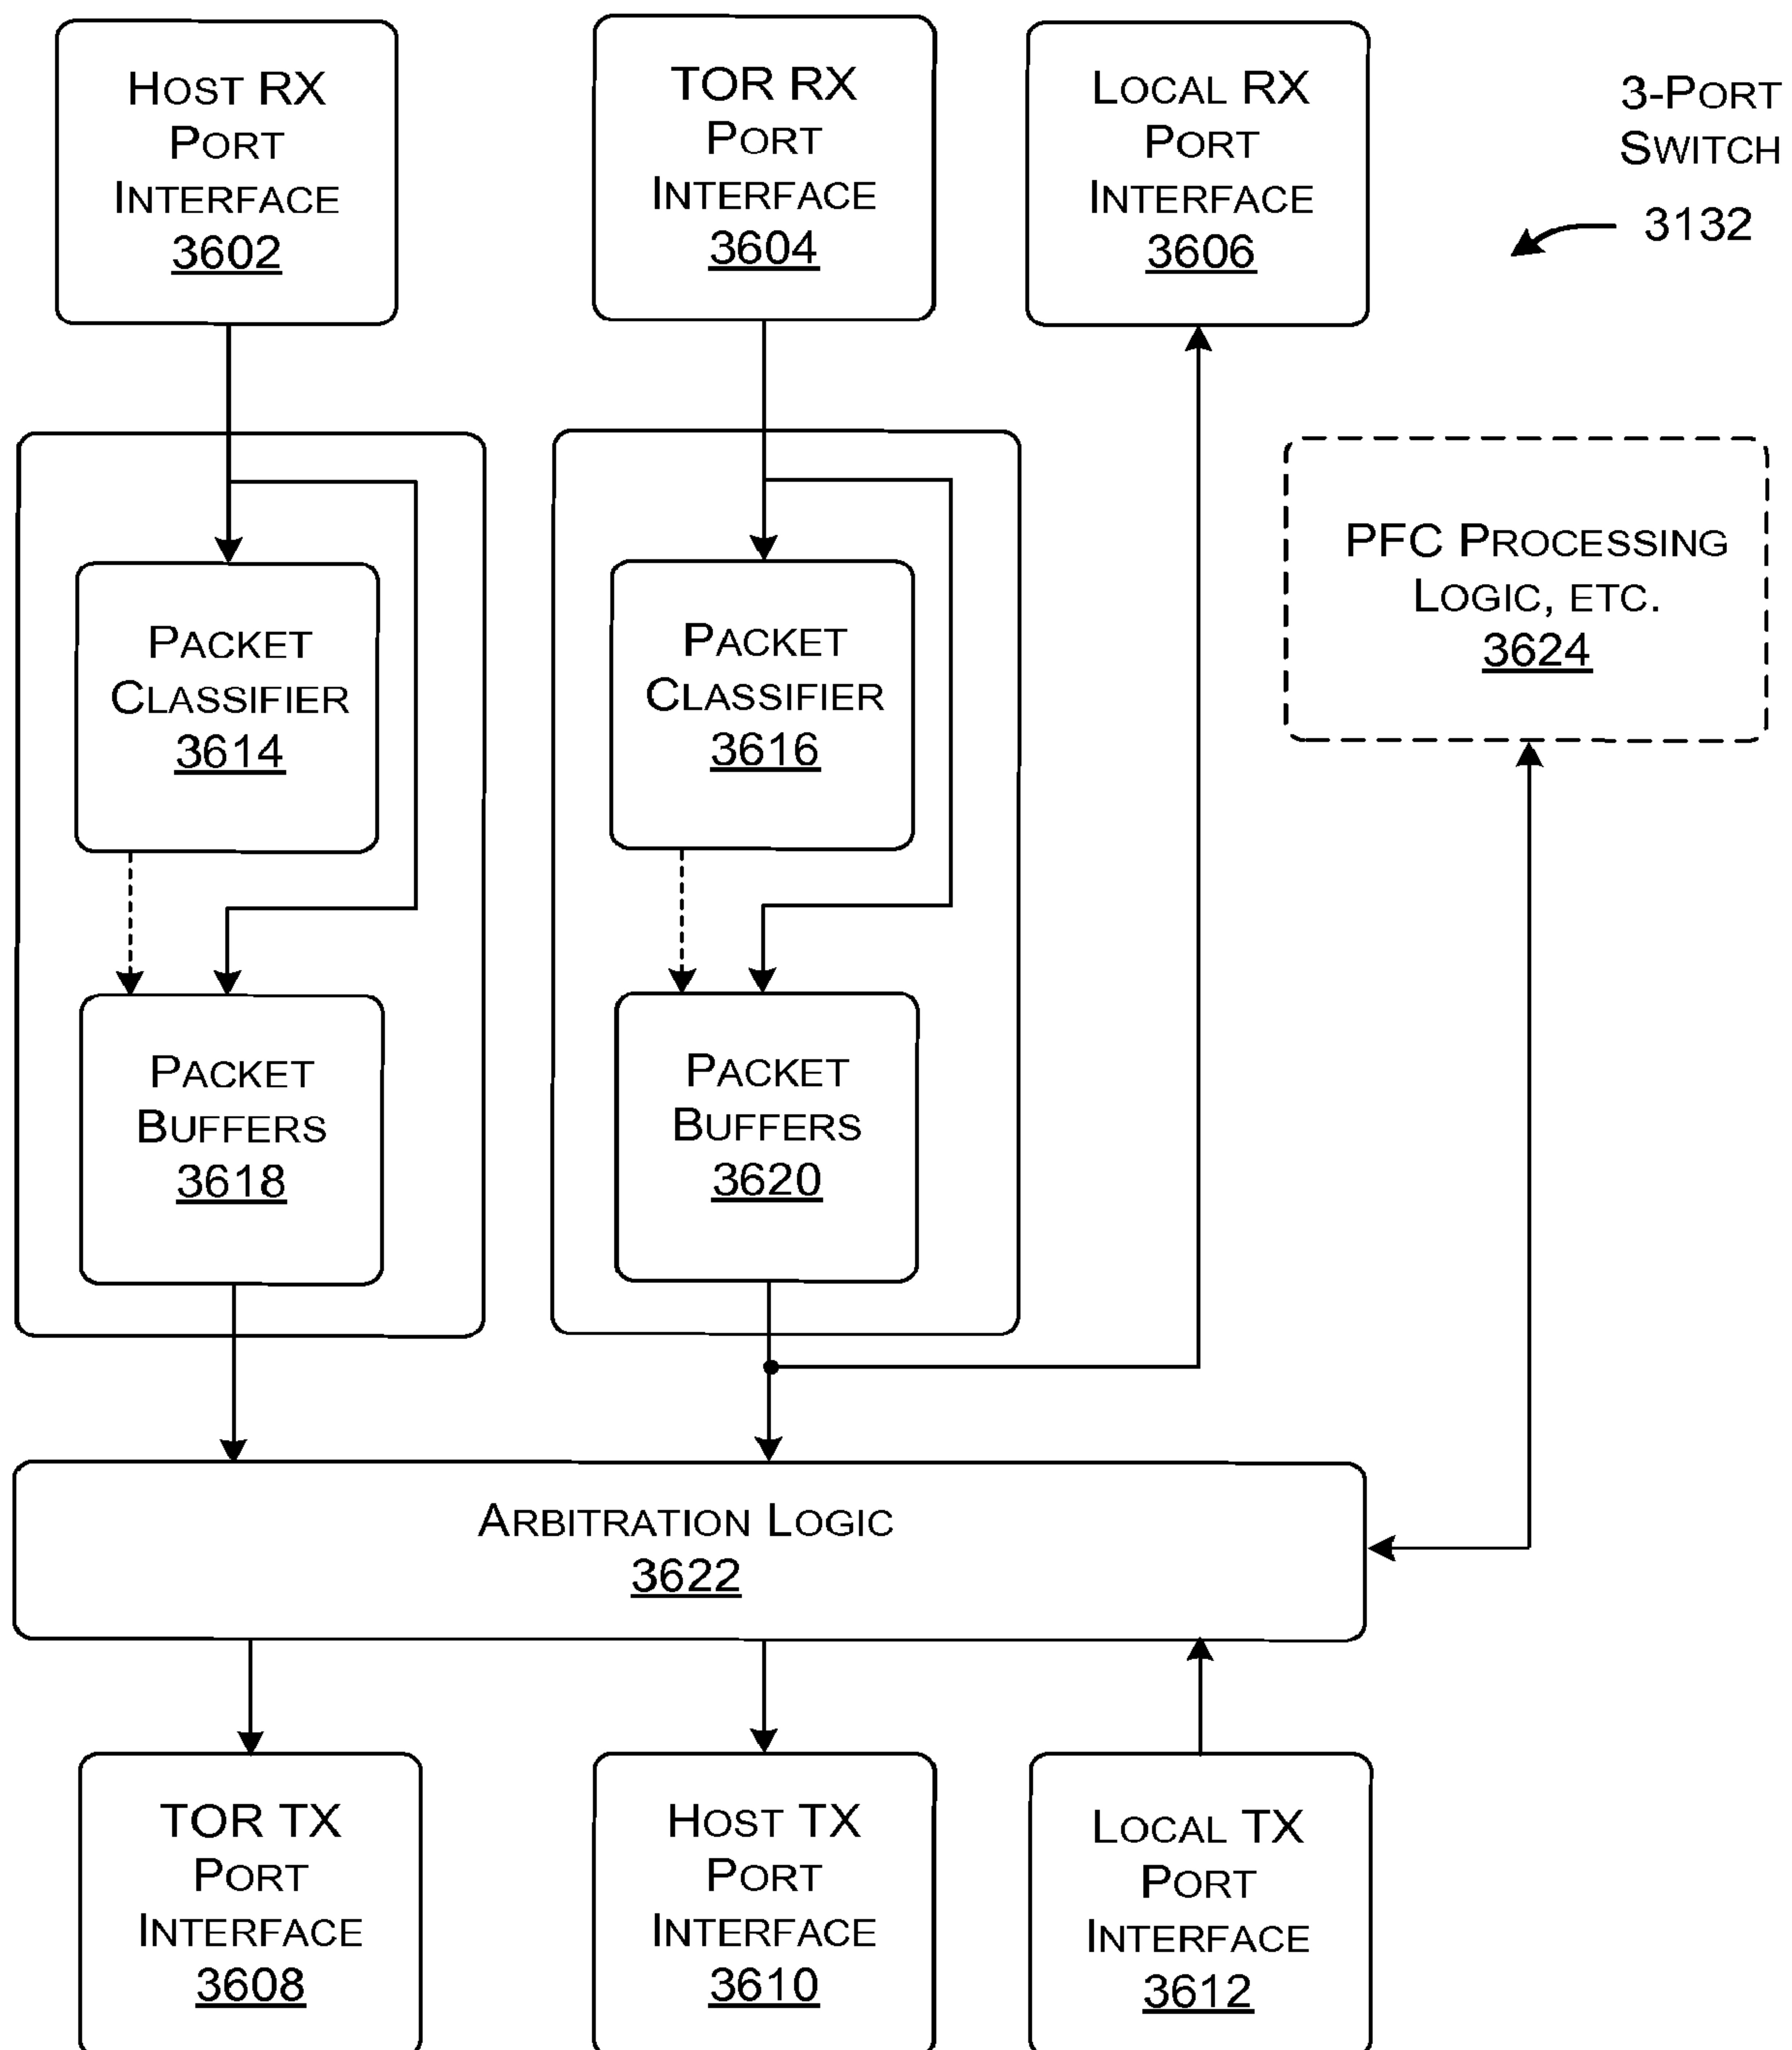 Host RX
Port
Interface
3602
TOR RX
Port
Interface
3604
Local RX
Port
Interface
3606
3-Port
Switch
3132
PFC Processing
Logic, etc.
3624
Packet
Classifier
3614
Packet
Classifier
3616
Packet
Buffers
3618
Packet
Buffers
3620
Arbitration Logic
3622
TOR TX
Port
Interface
3608
Host TX
Port
Interface
3610
Local TX
Port
Interface
3612